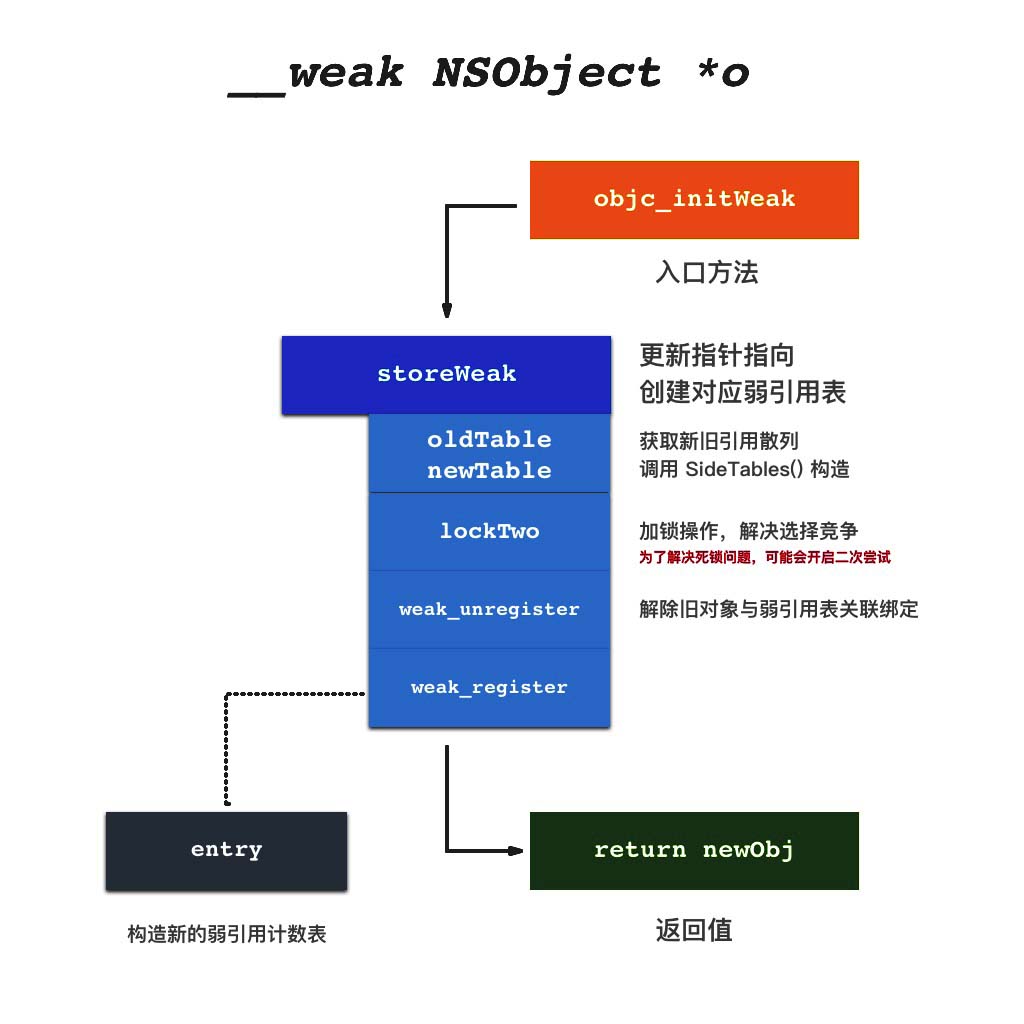 __weak NSObject *o
objc_initWeak
入口方法
storeWeak
更新指针指向
创建对应弱引用表
oldTable
newTable
获取新旧引用散列
调用 SideTables() 构造
lockTwo
加锁操作，解决选择竞争
为了解决死锁问题，可能会开启二次尝试
weak_unregister
解除旧对象与弱引用表关联绑定
weak_register
entry
构造新的弱引用计数表
return newObj
返回值